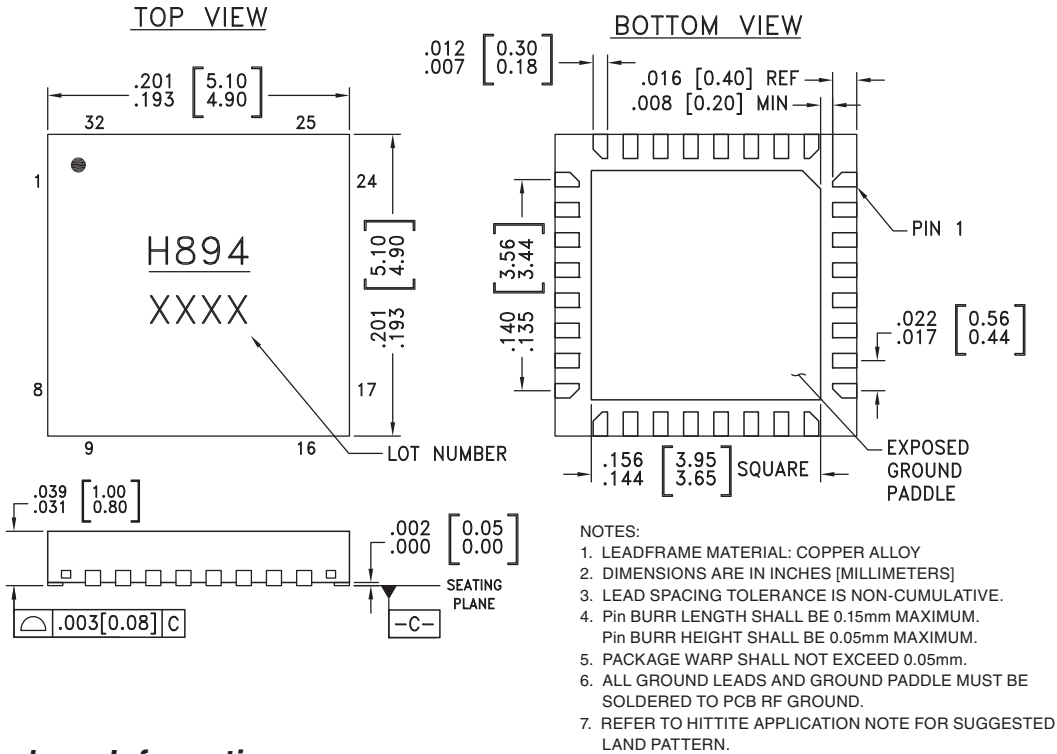 TOP VIEW
BOTTOM VIEW
.201 [5.10]
.193 [4.90]
32 25
1 24
H894
XXXX
[5.10]
[4.90]
.201
.193
8 17
9 16
LOT NUMBER
.012 [0.30]
.007 [0.18]
.016 [0.40] REF
.008 [0.20] MIN
PIN 1
[3.56]
[3.44]
.140
.135
.022 [0.56]
.017 [0.44]
.156 [3.95] SQUARE
.144 [3.65]
EXPOSED
GROUND
PADDLE
.039 [1.00]
.031 [0.80]
.002 [0.05]
.000 [0.00]
SEATING
PLANE
.003[0.08] C
-C-
NOTES:
1. LEADFRAME MATERIAL: COPPER ALLOY
2. DIMENSIONS ARE IN INCHES [MILLIMETERS]
3. LEAD SPACING TOLERANCE IS NON-CUMULATIVE.
4. Pin BURR LENGTH SHALL BE 0.15mm MAXIMUM.
Pin BURR HEIGHT SHALL BE 0.05mm MAXIMUM.
5. PACKAGE WARP SHALL NOT EXCEED 0.05mm.
6. ALL GROUND LEADS AND GROUND PADDLE MUST BE
SOLDERED TO PCB RF GROUND.
7. REFER TO HITTITE APPLICATION NOTE FOR SUGGESTED
LAND PATTERN.